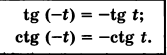 tg (−t) = −tg t;
ctg (−t) = −ctg t.